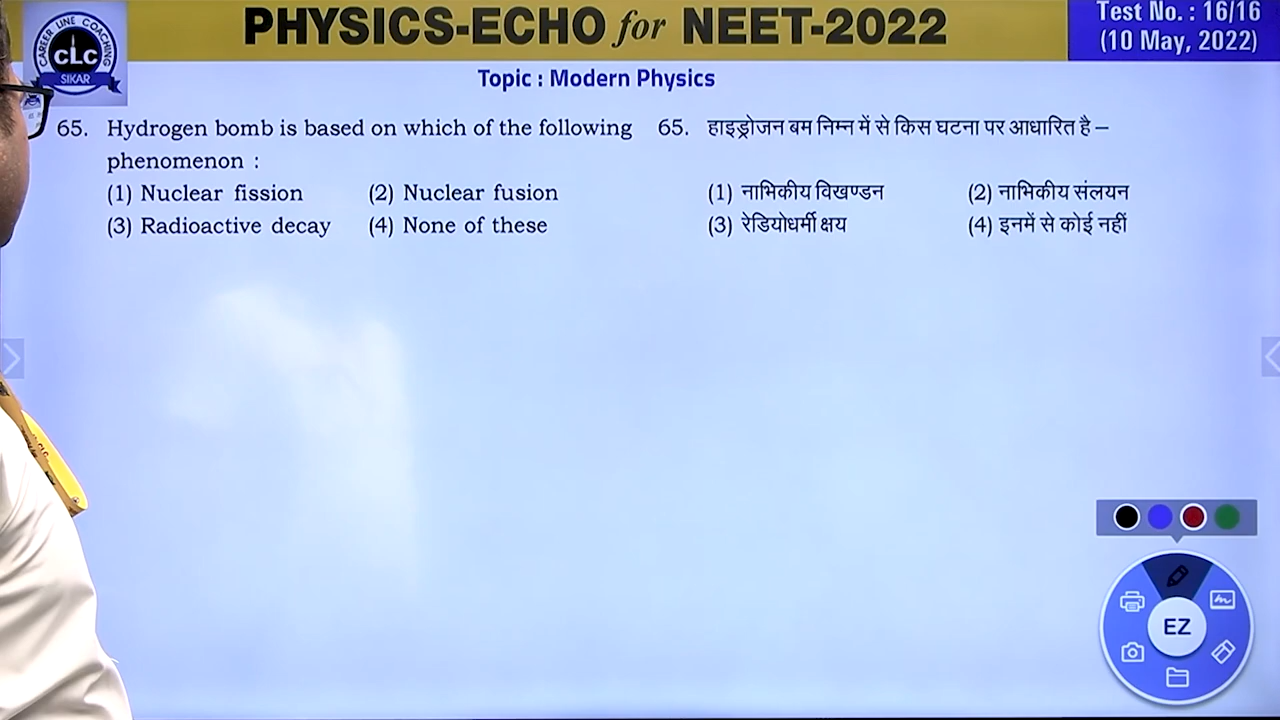 PHYSICS-ECHO for NEET-2022
Test No. : 16/16
(10 May, 2022)
CAREER LINE COACHING
CLC
SIKAR
Topic : Modern Physics
65. Hydrogen bomb is based on which of the following
phenomenon :
(1) Nuclear fission (2) Nuclear fusion
(3) Radioactive decay (4) None of these
65. हाइड्रोजन बम निम्न में से किस घटना पर आधारित है –
(1) नाभिकीय विखण्डन (2) नाभिकीय संलयन
(3) रेडियोधर्मी क्षय (4) इनमें से कोई नहीं
EZ